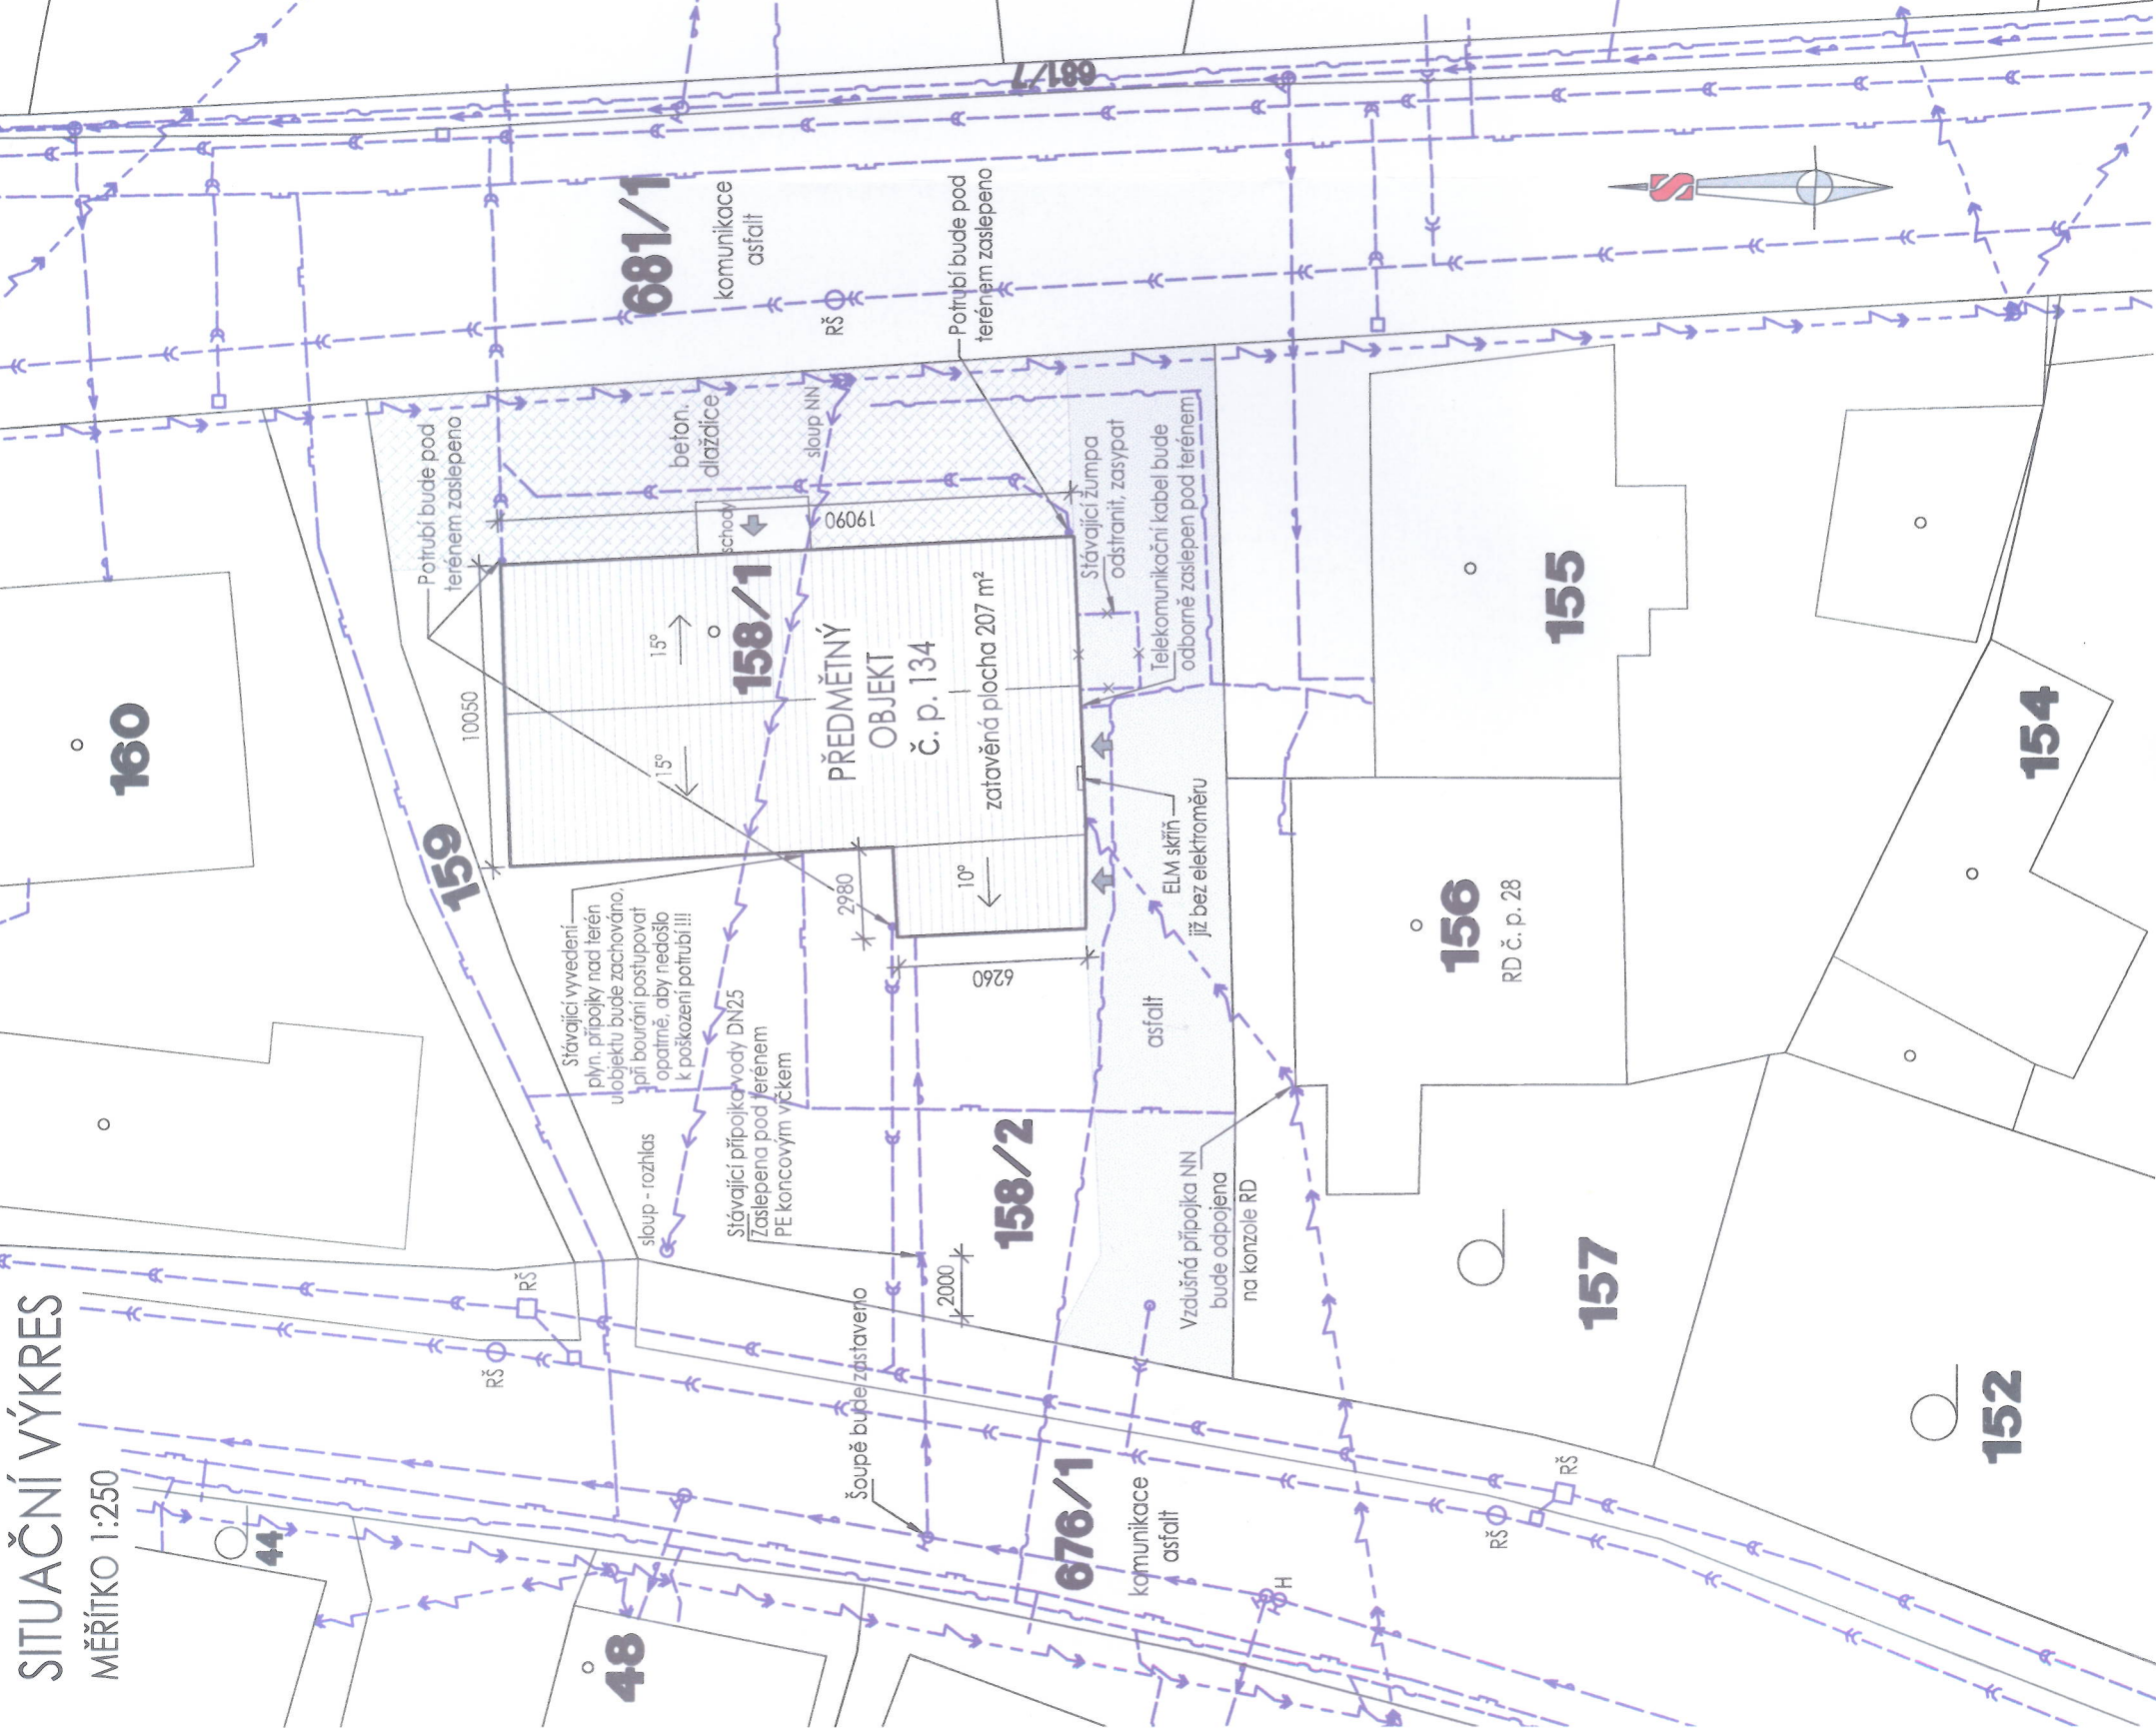 SITUAČNÍ VÝKRES
MĚŘÍTKO 1:250
44
48
RŠ
RŠ
Šoupě bude zastaveno
676/1
komunikace
asfalt
H
RŠ
RŠ
152
157
sloup - rozhlas
Stávající přípojka vody DN25
Zaslepena pod terénem
PE koncovým víčkem
2000
158/2
Vzdušná přípojka NN
bude odpojena
na konzole RD
Stávající vyvedení
plyn. přípojky nad terén
u objektu bude zachováno,
při bourání postupovat
opatrně, aby nedošlo
k poškození potrubí !!!
2980
6260
asfalt
ELM skříň
již bez elektroměru
156
RD č. p. 28
154
155
160
159
10050
15°
15°
10°
158/1
PŘEDMĚTNÝ
OBJEKT
Č. p. 134
zatavěná plocha 207 m²
Potrubí bude pod
terénem zaslepeno
beton.
dlaždice
schody
19090
sloup NN
Stávající žumpa
odstranit, zasypat
Telekomunikační kabel bude
odborně zaslepen pod terénem
681/1
komunikace
asfalt
RŠ
Potrubí bude pod
terénem zaslepeno
681/7
S